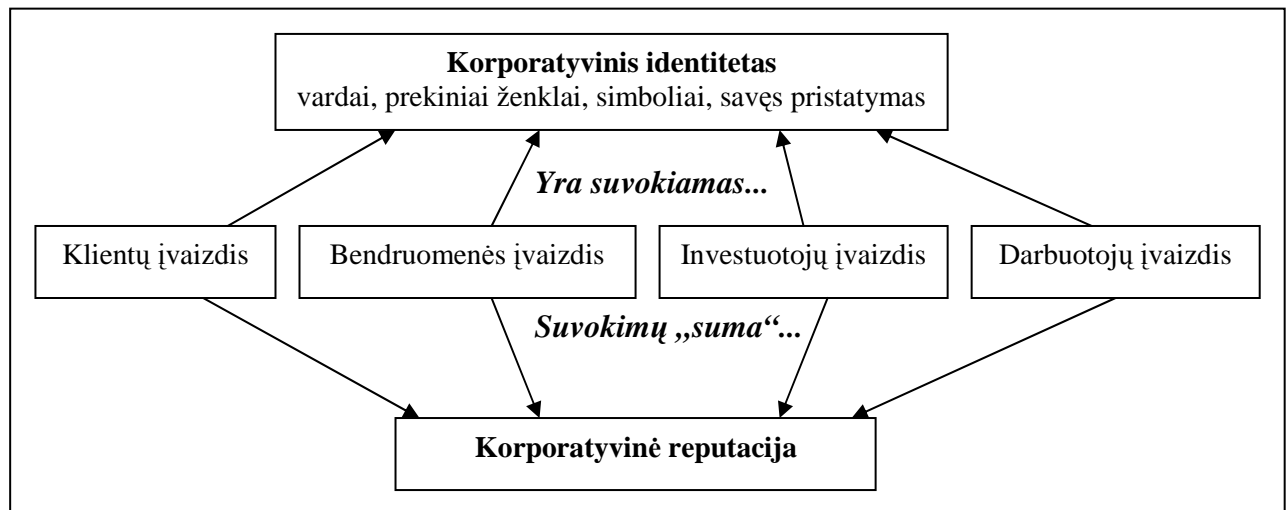 Korporatyvinis identitetas
vardai, prekiniai ženklai, simboliai, savęs pristatymas
Yra suvokiamas...
Klientų įvaizdis
Bendruomenės įvaizdis
Investuotojų įvaizdis
Darbuotojų įvaizdis
Suvokimų „suma“...
Korporatyvinė reputacija